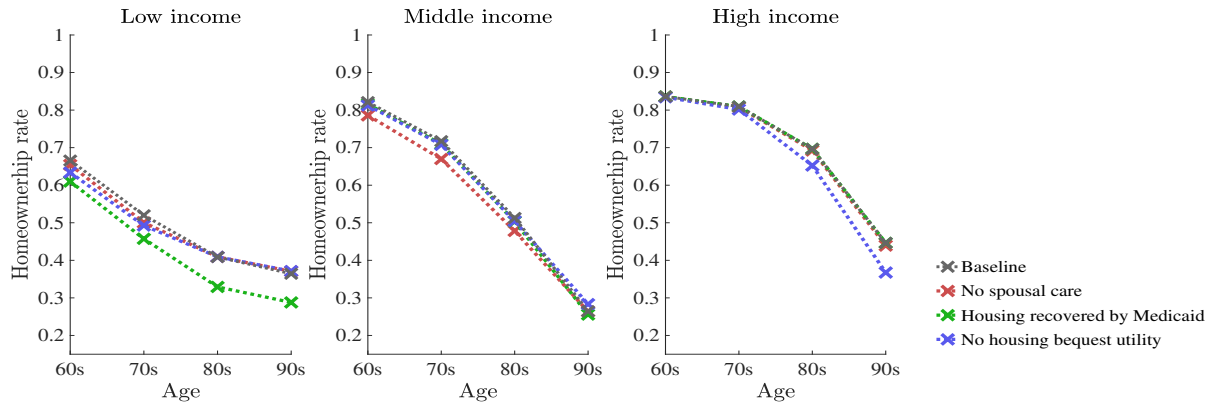 Low income
1
0.9
0.8
0.7
0.6
0.5
0.4
0.3
0.2
Homeownerhip rate
60s 70s 80s 90s
Age
Middle income
1
0.9
0.8
0.7
0.6
0.5
0.4
0.3
0.2
Homeownerhip rate
60s 70s 80s 90s
Age
High income
1
0.9
0.8
0.7
0.6
0.5
0.4
0.3
0.2
Homeownerhip rate
60s 70s 80s 90s
Age
Baseline
No spousal care
Housing recovered by Medicaid
No housing bequest utility